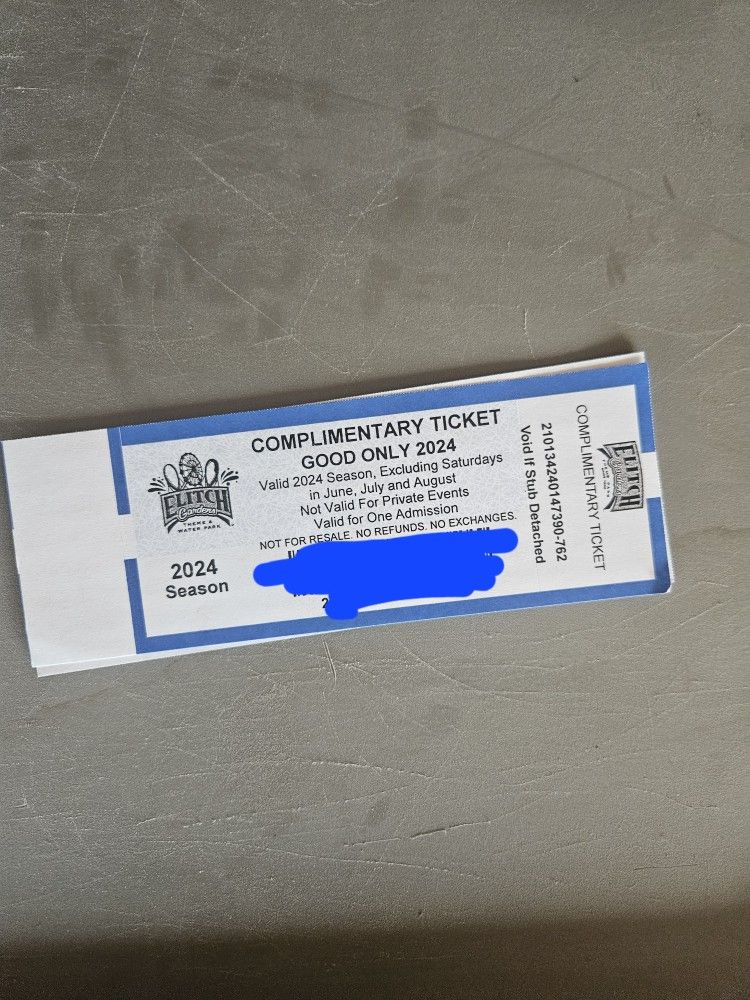 ELITCH
Gardens
THEME &
WATER PARK
2024
Season
COMPLIMENTARY TICKET
GOOD ONLY 2024
Valid 2024 Season, Excluding Saturdays
in June, July and August
Not Valid For Private Events
Valid for One Admission
NOT FOR RESALE. NO REFUNDS. NO EXCHANGES.
2
210134240147390-762
Void If Stub Detached
COMPLIMENTARY TICKET
ELITCH
Gardens